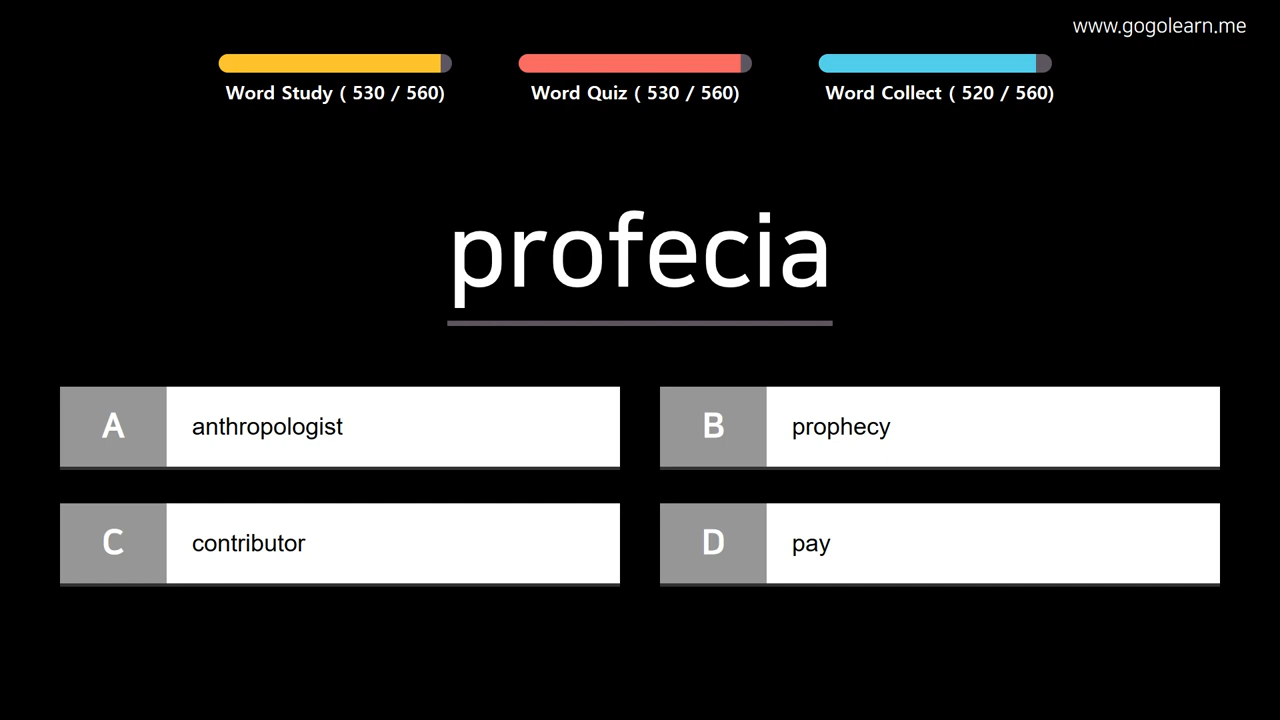 www.gogolearn.me
Word Study ( 530 / 560)
Word Quiz ( 530 / 560)
Word Collect ( 520 / 560)
profecia
A anthropologist
B prophecy
C contributor
D pay